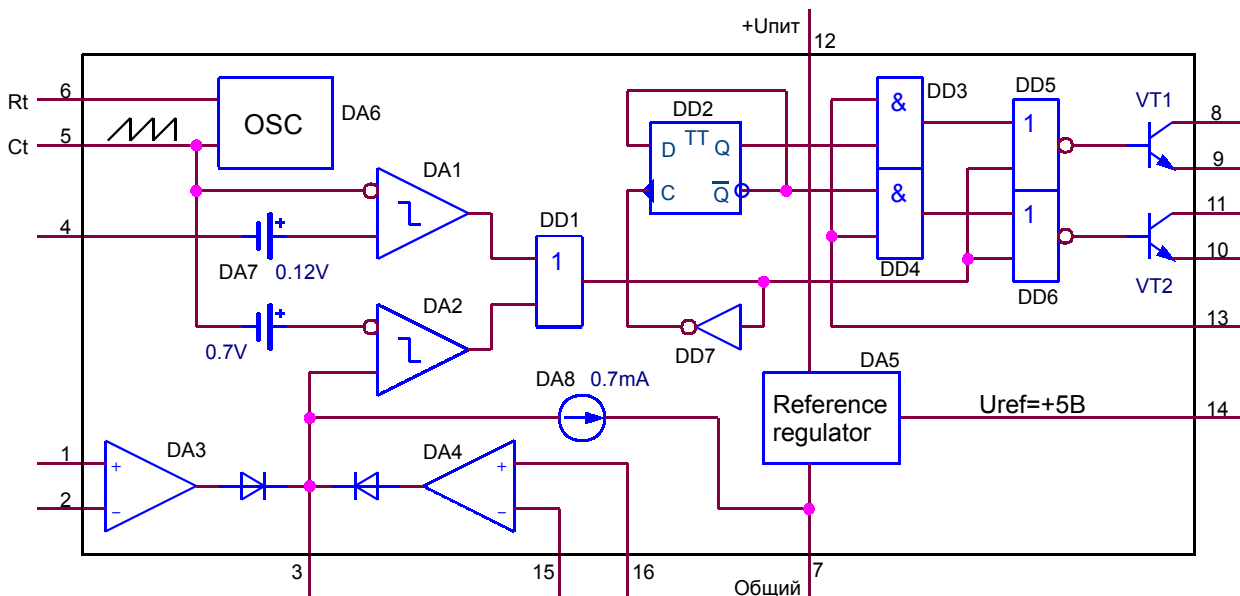 +Uпит
12
Rt
6
OSC
DA6
Ct
5
DD2
D
TT
Q
C
Q
&
DD3
&
DD4
DD5
1
1
DD6
VT1
8
9
11
10
VT2
DA1
4
DA7
0.12V
DD1
1
DA2
0.7V
DD7
13
DA8
0.7mA
DA5
Reference
regulator
Uref=+5В
14
1
+
DA3
2
−
DA4
+
−
3
15
16
Общий
7